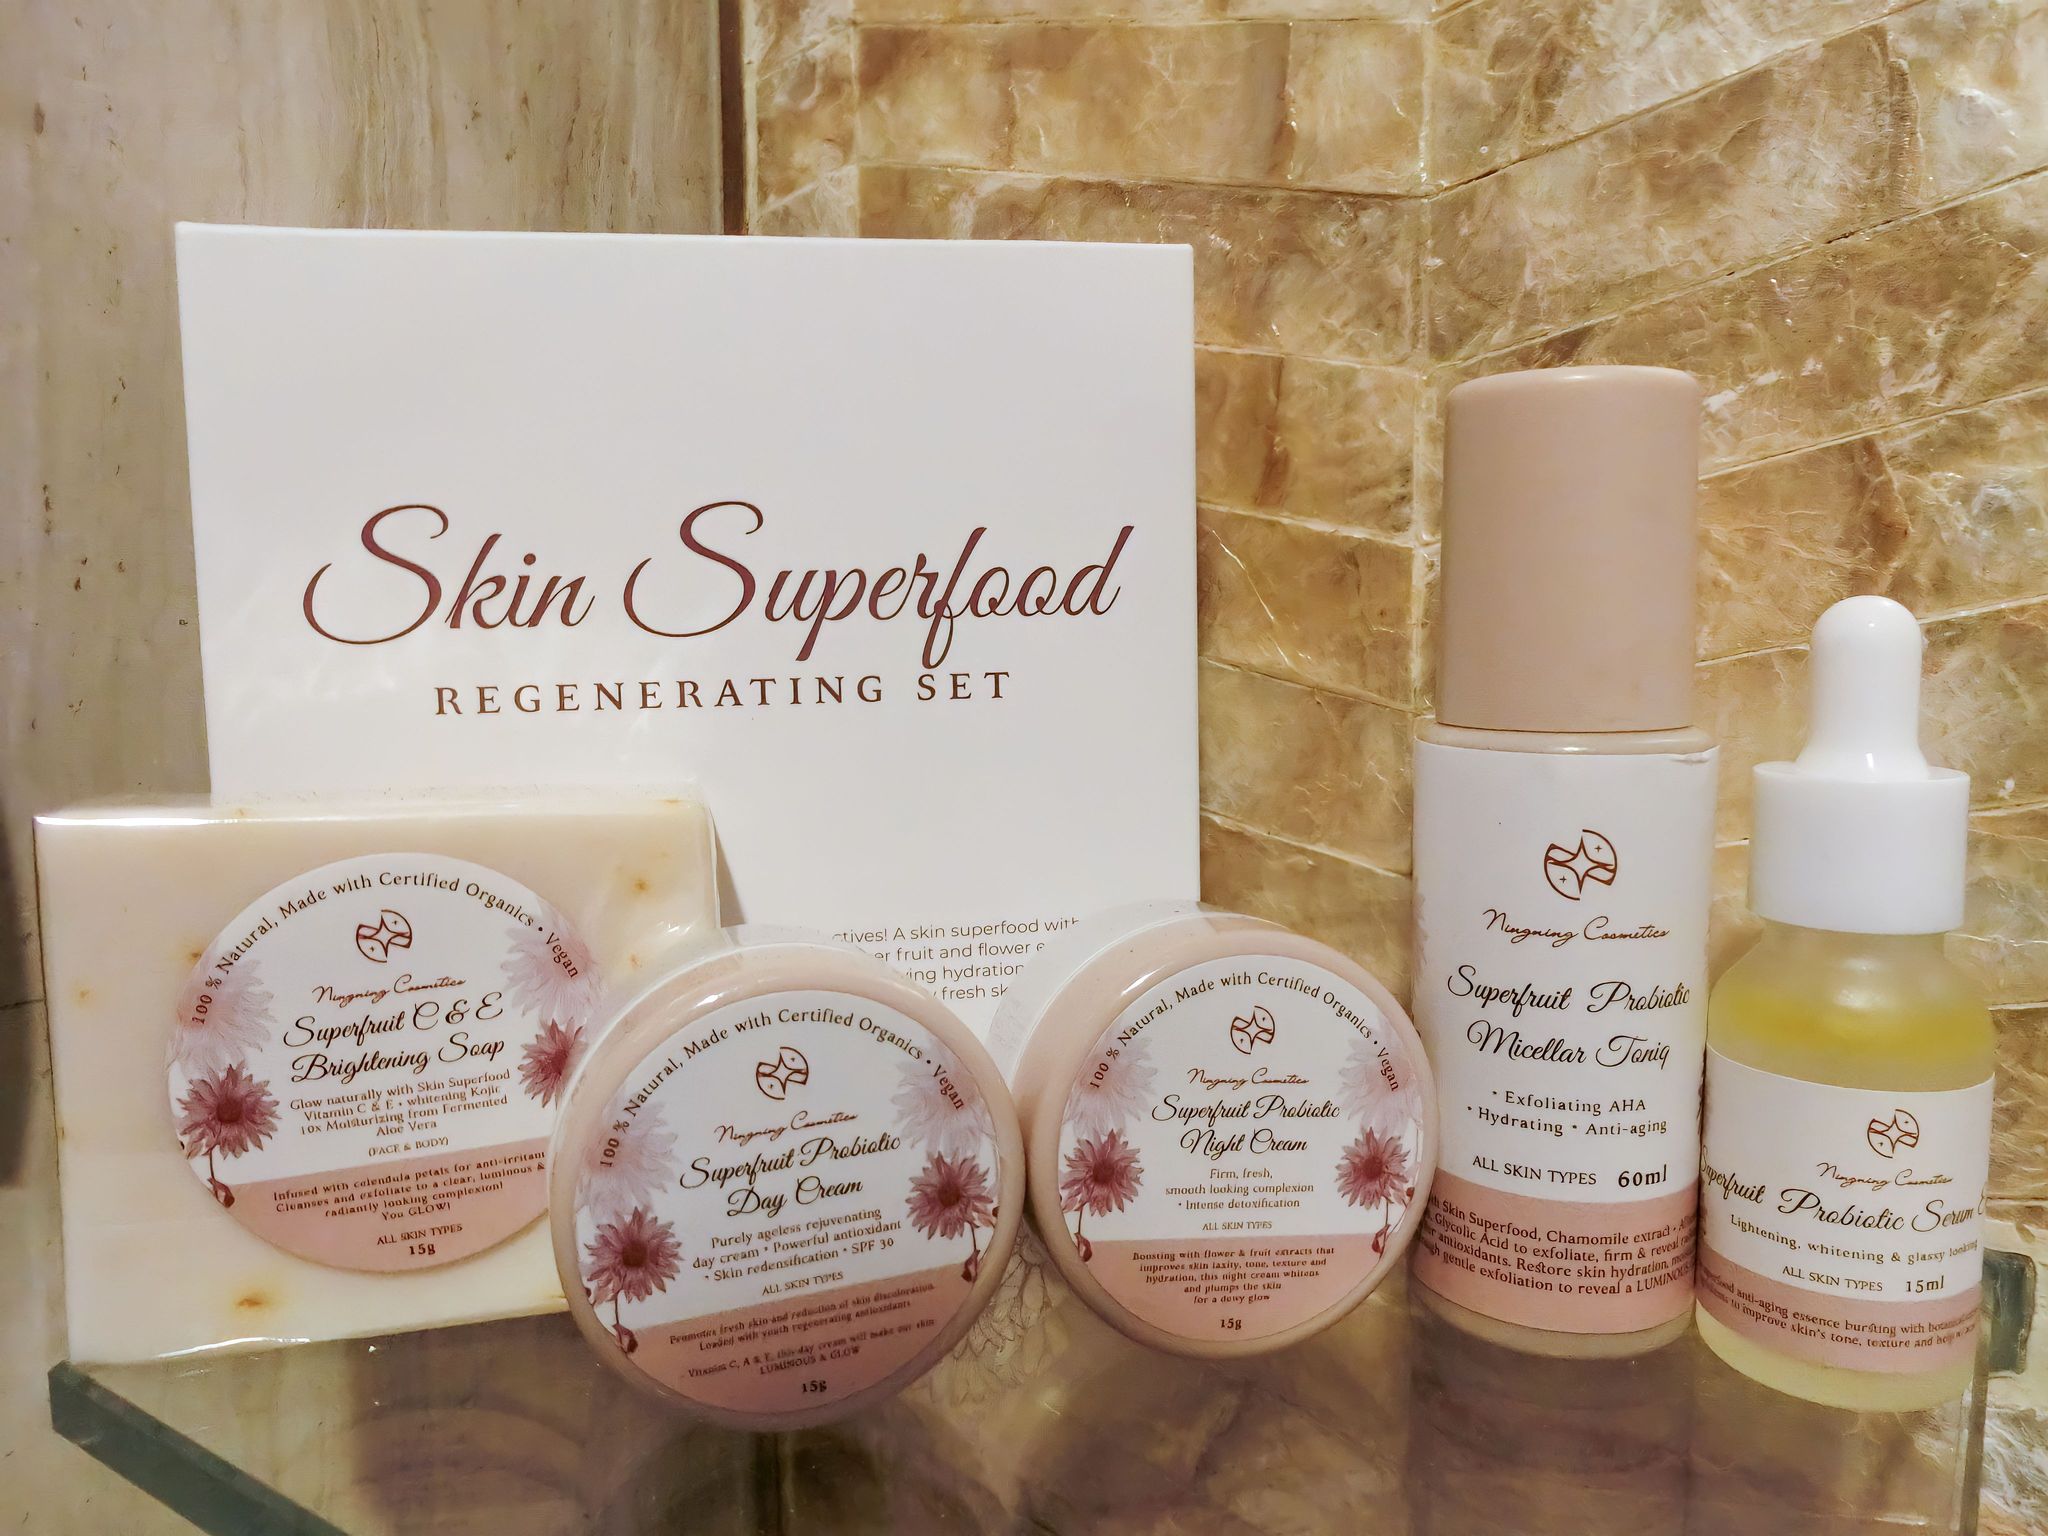 Skin Superfood
REGENERATING SET
ctives! A skin superfood with
er fruit and flower
ving hydration
fresh
100 % Natural, Made with Certified Organics • Vegan
Ningning Cosmetics
Superfruit C & E
Brightening Soap
Glow naturally with Skin Superfood
Vitamin C & E • whitening Kojic
10x Moisturizing from Fermented
Aloe Vera
(FACE & BODY)
Infused with calendula petals for anti-irritant
Cleanses and exfoliate to a clear, luminous &
radiantly looking complexion!
You GLOW!
ALL SKIN TYPES
15g
100 % Natural, Made with Certified Organics • Vegan
Ningning Cosmetics
Superfruit Probiotic
Day Cream
Purely ageless rejuvenating
day cream • Powerful antioxidant
• Skin redensification • SPF 30
ALL SKIN TYPES
Promotes fresh skin and reduction of skin discoloration
Loaded with youth regenerating antioxidants
- Vitamin C, A & E, this day cream will make our skin
LUMINOUS & GLOW
15g
100 % Natural, Made with Certified Organics • Vegan
Ningning Cosmetics
Superfruit Probiotic
Night Cream
Firm, fresh,
smooth looking complexion
• Intense detoxification
ALL SKIN TYPES
Boosting with flower & fruit extracts that
improves skin laxity, tone, texture and
hydration, this night cream whitens
and plumps the skin
for a dewy glow
15g
Ningning Cosmetics
Superfruit Probiotic
Micellar Toniq
• Exfoliating AHA
• Hydrating • Anti-aging
ALL SKIN TYPES 60ml
Skin Superfood, Chamomile extract •
Glycolic Acid to exfoliate, firm & reveal
antioxidants. Restore skin hydration,
gentle exfoliation to reveal a LUMINOUS
Ningning Cosmetics
Superfruit Probiotic Serum
Lightening, whitening & glassy looking
ALL SKIN TYPES 15ml
anti-aging essence bursting with
to improve skin's tone, texture and